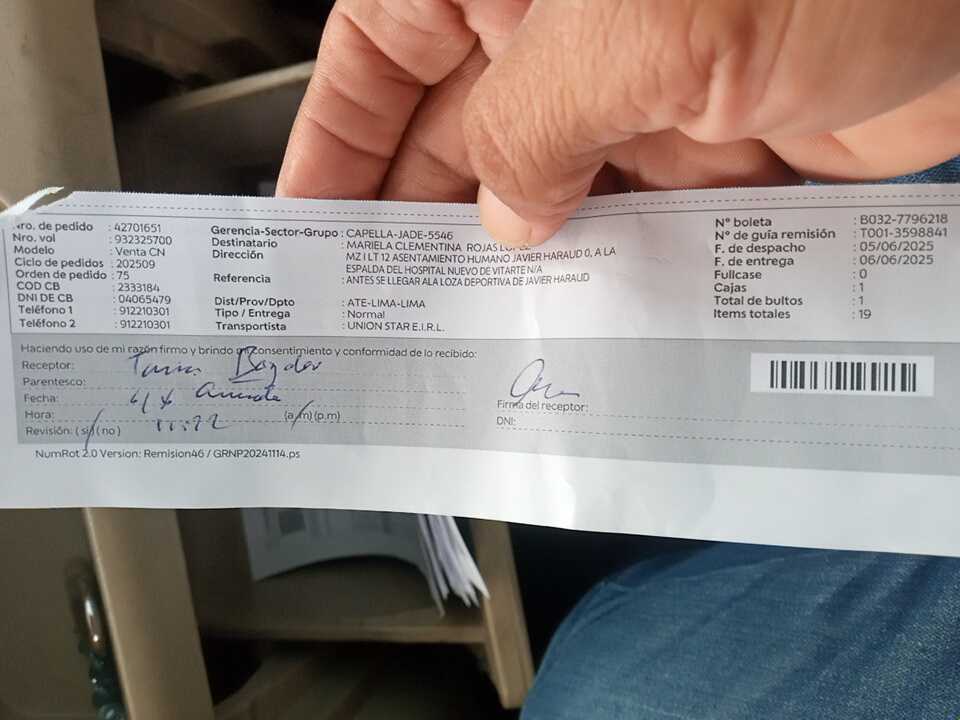 Nro. de pedido : 42701651
Nro. vol : 932325700
Modelo : Venta CN
Ciclo de pedidos : 202509
Orden de pedido : 75
COD CB : 2333184
DNI DE CB : 04065479
Teléfono 1 : 912210301
Teléfono 2 : 912210301
Gerencia-Sector-Grupo : CAPELLA-JADE-5546
Destinatario : MARIELA CLEMENTINA ROJAS LOPEZ
Dirección : MZ I LT 12 ASENTAMIENTO HUMANO JAVIER HARAUD 0, A LA
ESPALDA DEL HOSPITAL NUEVO DE VITARTE N/A
Referencia : ANTES SE LLEGAR ALA LOZA DEPORTIVA DE JAVIER HARAUD
Dist/Prov/Dpto : ATE-LIMA-LIMA
Tipo / Entrega : Normal
Transportista : UNION STAR E.I.R.L.
N° boleta : B032-7796218
N° de guía remisión : T001-3598841
F. de despacho : 05/06/2025
F. de entrega : 06/06/2025
Fullcase : 0
Cajas : 1
Total de bultos : 1
Items totales : 19
Haciendo uso de mi razón firmo y brindo mi consentimiento y conformidad de lo recibido:
Receptor:
Parentesco:
Fecha:
Hora: (a/m) (p.m)
Revisión: (si) (no)
Firma del receptor:
DNI:
NumRot 2.0 Version: Remision46 / GRNP20241114.ps